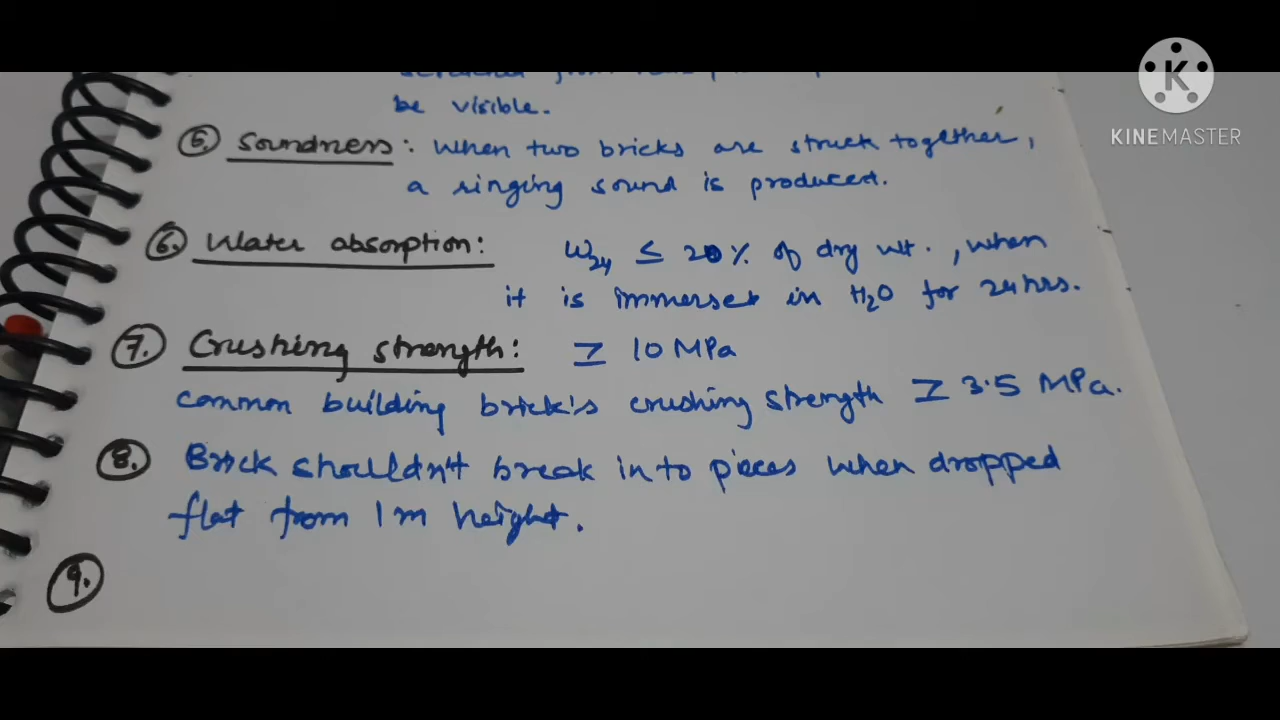 be visible.
5. Soundness: When two bricks are struck together,
a ringing sound is produced.
6. Water absorption: W24 ≤ 20% of dry wt., when
it is immersed in H2O for 24 hrs.
7. Crushing strength: ≥ 10 MPa
common building brick's crushing strength ≥ 3.5 MPa.
8. Brick shouldn't break into pieces when dropped
flat from 1m height.
9.
K
KINEMASTER